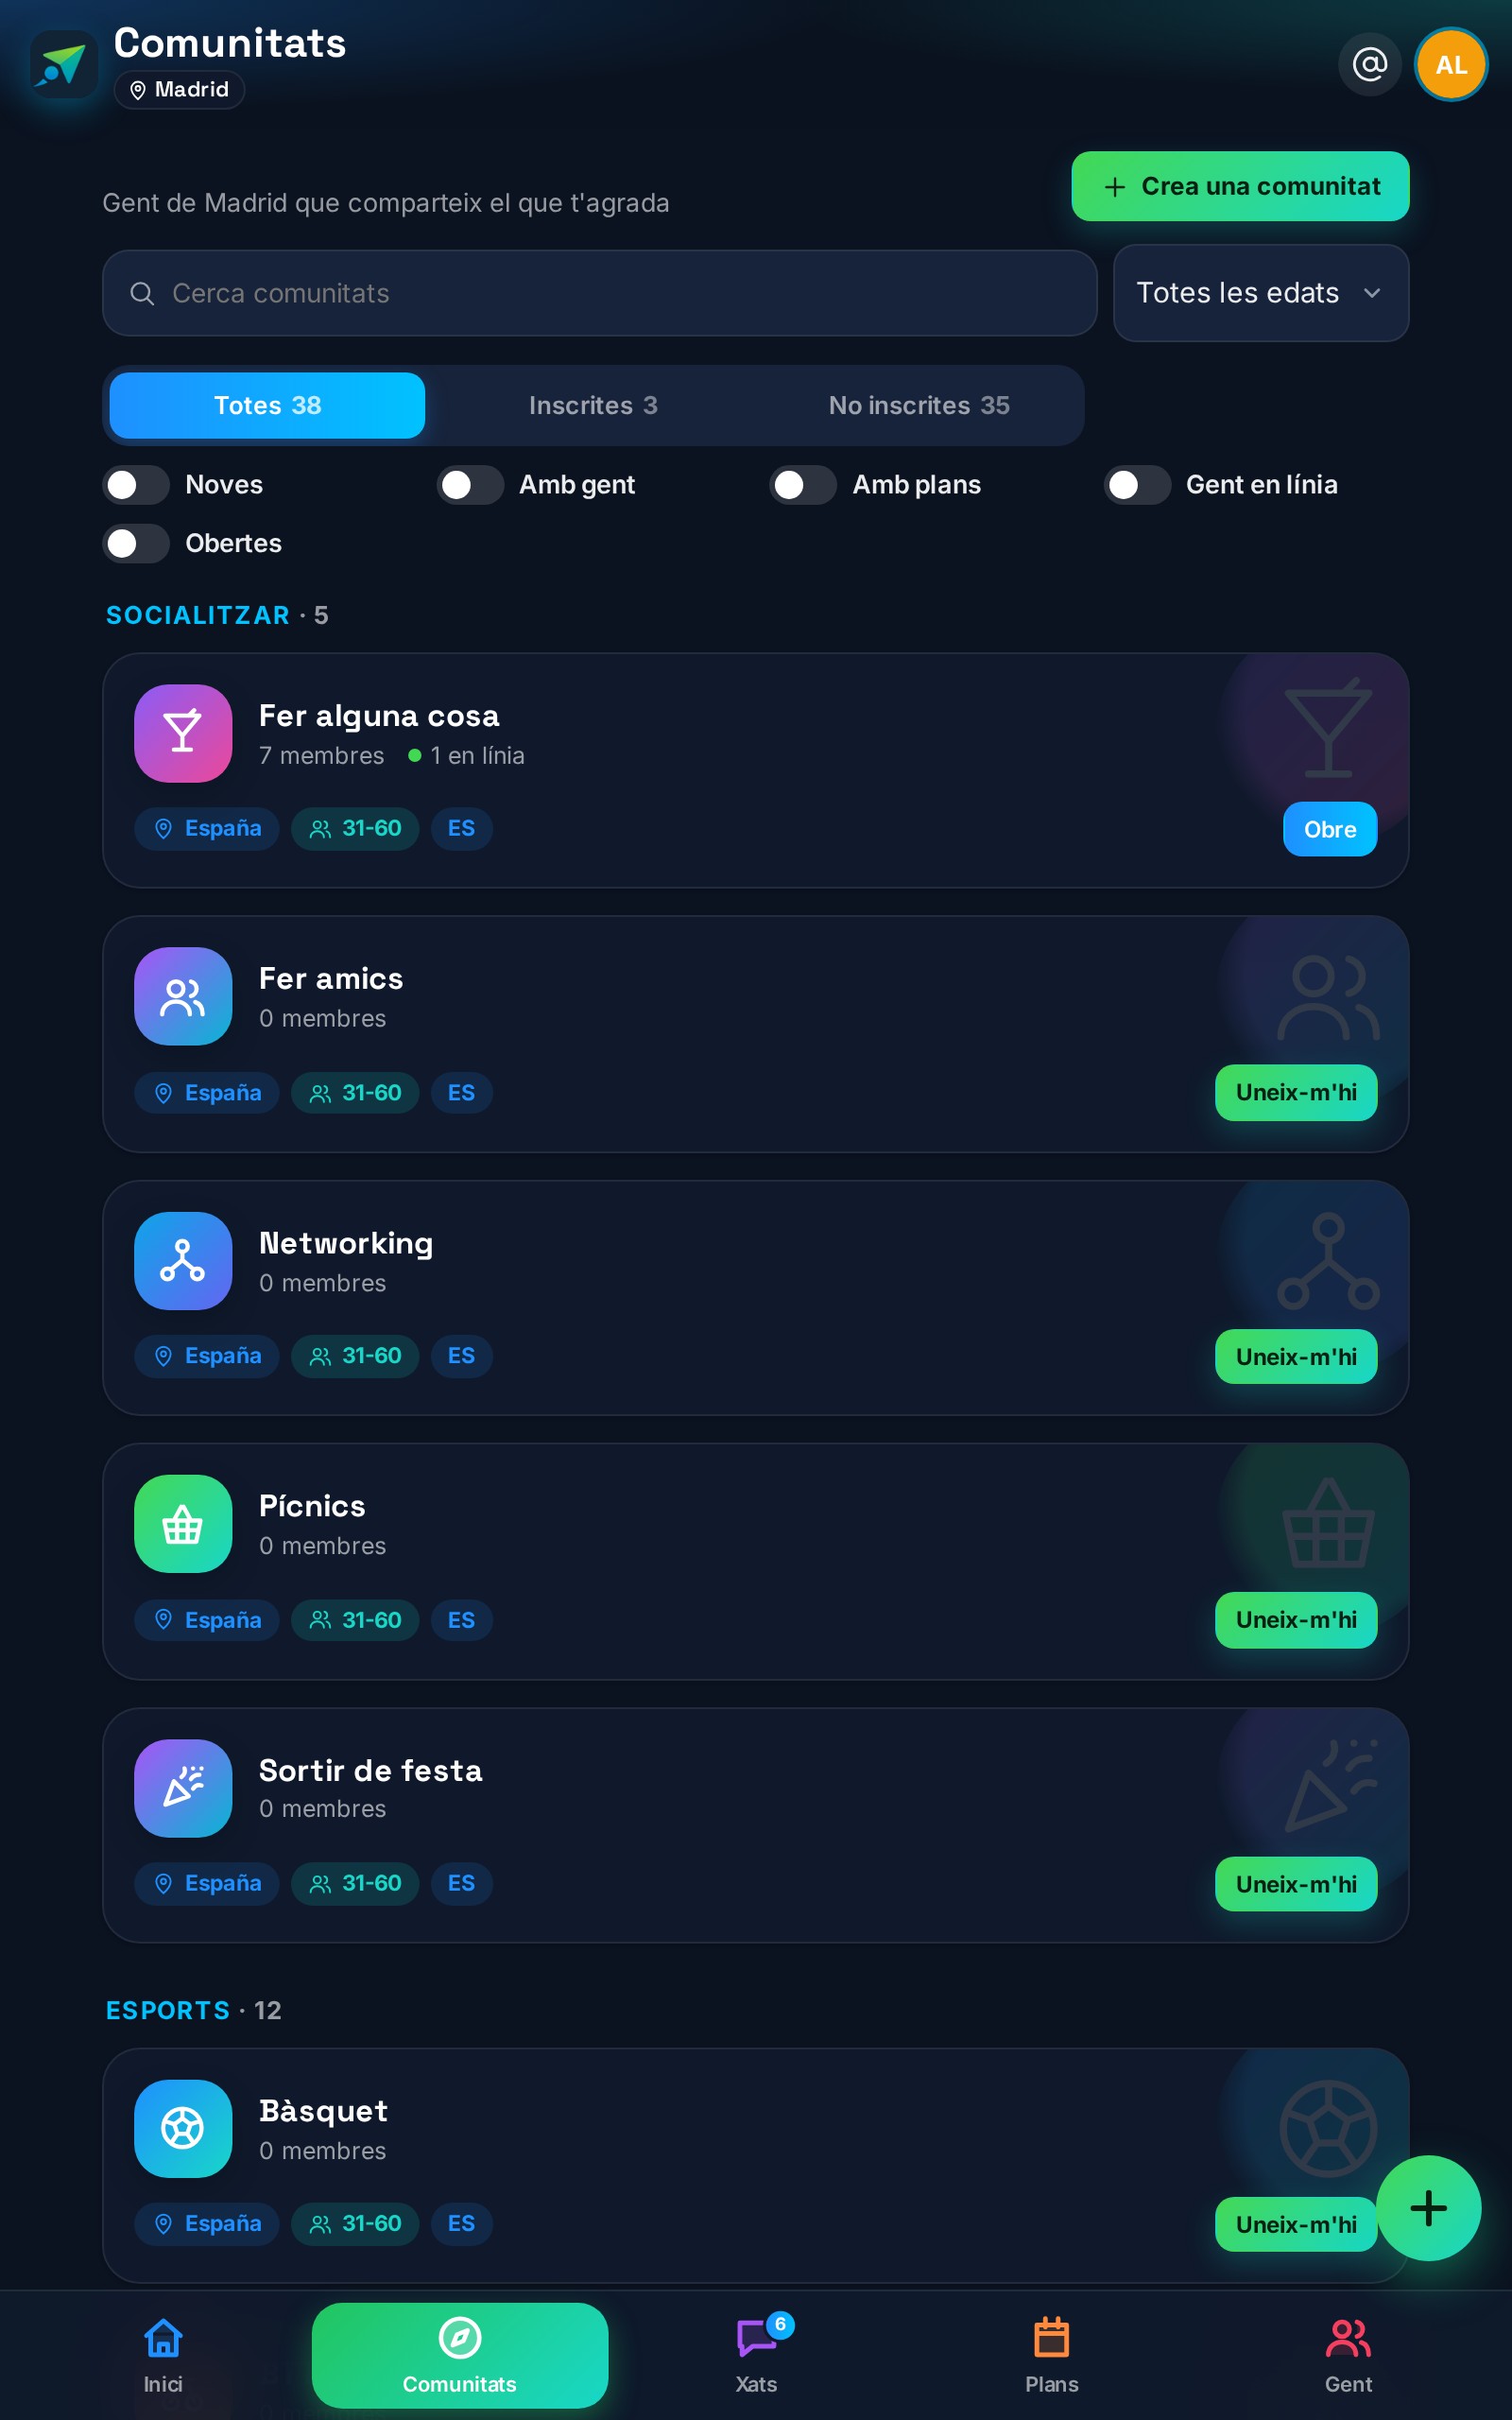 Comunitats
Madrid
AL
Gent de Madrid que comparteix el que t'agrada
+ Crea una comunitat
Cerca comunitats
Totes les edats
Totes 38
Inscrites 3
No inscrites 35
Noves
Amb gent
Amb plans
Gent en línia
Obertes
SOCIALITZAR · 5
Fer alguna cosa
7 membres
1 en línia
España
31-60
ES
Obre
Fer amics
0 membres
España
31-60
ES
Uneix-m'hi
Networking
0 membres
España
31-60
ES
Uneix-m'hi
Pícnics
0 membres
España
31-60
ES
Uneix-m'hi
Sortir de festa
0 membres
España
31-60
ES
Uneix-m'hi
ESPORTS · 12
Bàsquet
0 membres
España
31-60
ES
Uneix-m'hi
Inici
Comunitats
6
Xats
Plans
Gent